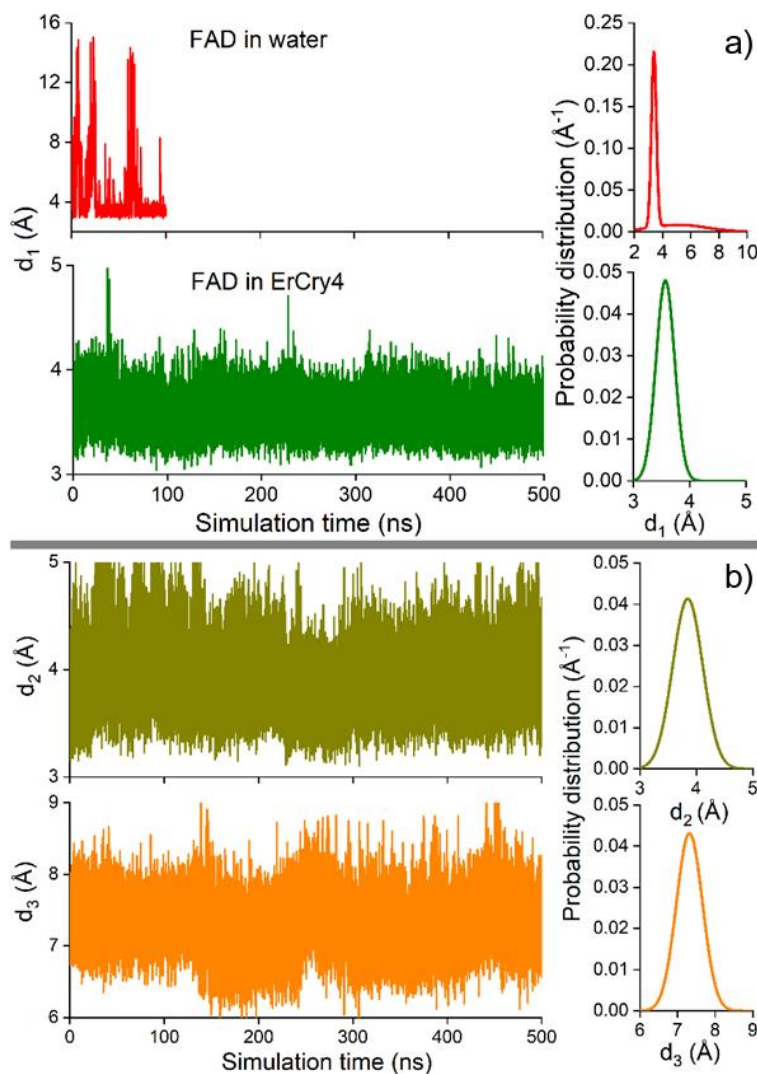 FAD in water
a)
16
12
8
4
d₁ (Å)
0.25
0.20
0.15
0.10
0.05
0.00
2 4 6 8 10
Probability distribution (Å⁻¹)
FAD in ErCry4
5
4
3
0 100 200 300 400 500
Simulation time (ns)
0.05
0.04
0.03
0.02
0.01
0.00
3 4 5
d₁ (Å)
b)
5
4
3
d₂ (Å)
0.05
0.04
0.03
0.02
0.01
0.00
3 4 5
d₂ (Å)
Probability distribution (Å⁻¹)
9
8
7
6
d₃ (Å)
0 100 200 300 400 500
Simulation time (ns)
0.05
0.04
0.03
0.02
0.01
0.00
6 7 8 9
d₃ (Å)